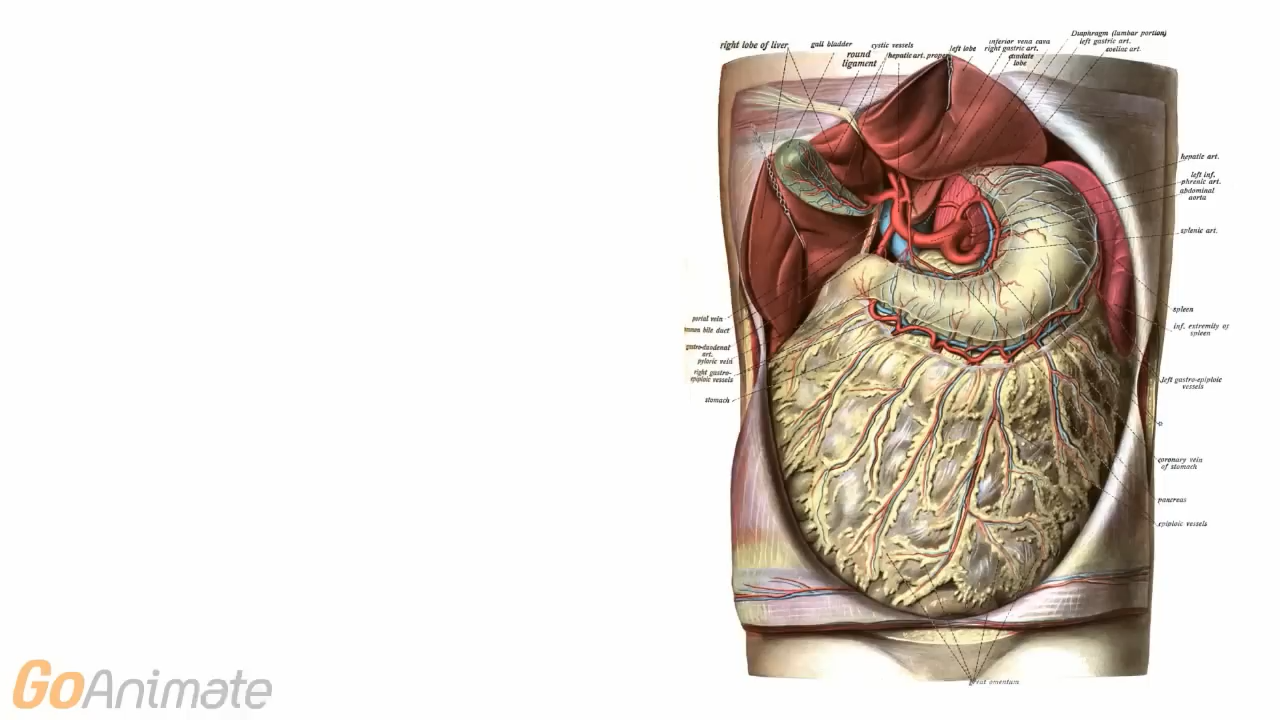 right lobe of liver
gall bladder
cystic vessels
round
ligament
hepatic art. proper
left lobe
inferior vena cava
right gastric art.
caudate
lobe
Diaphragm (lumbar portion)
left gastric art.
coeliac art.
hepatic art.
left inf.
phrenic art.
abdominal
aorta
splenic art.
spleen
inf. extremity of
spleen
left gastro-epiploic
vessels
coronary vein
of stomach
pancreas
epiploic vessels
portal vein
bile duct
gastro-duodenal
art.
pyloric vein
right gastro-
epiploic vessels
stomach
great omentum
GoAnimate